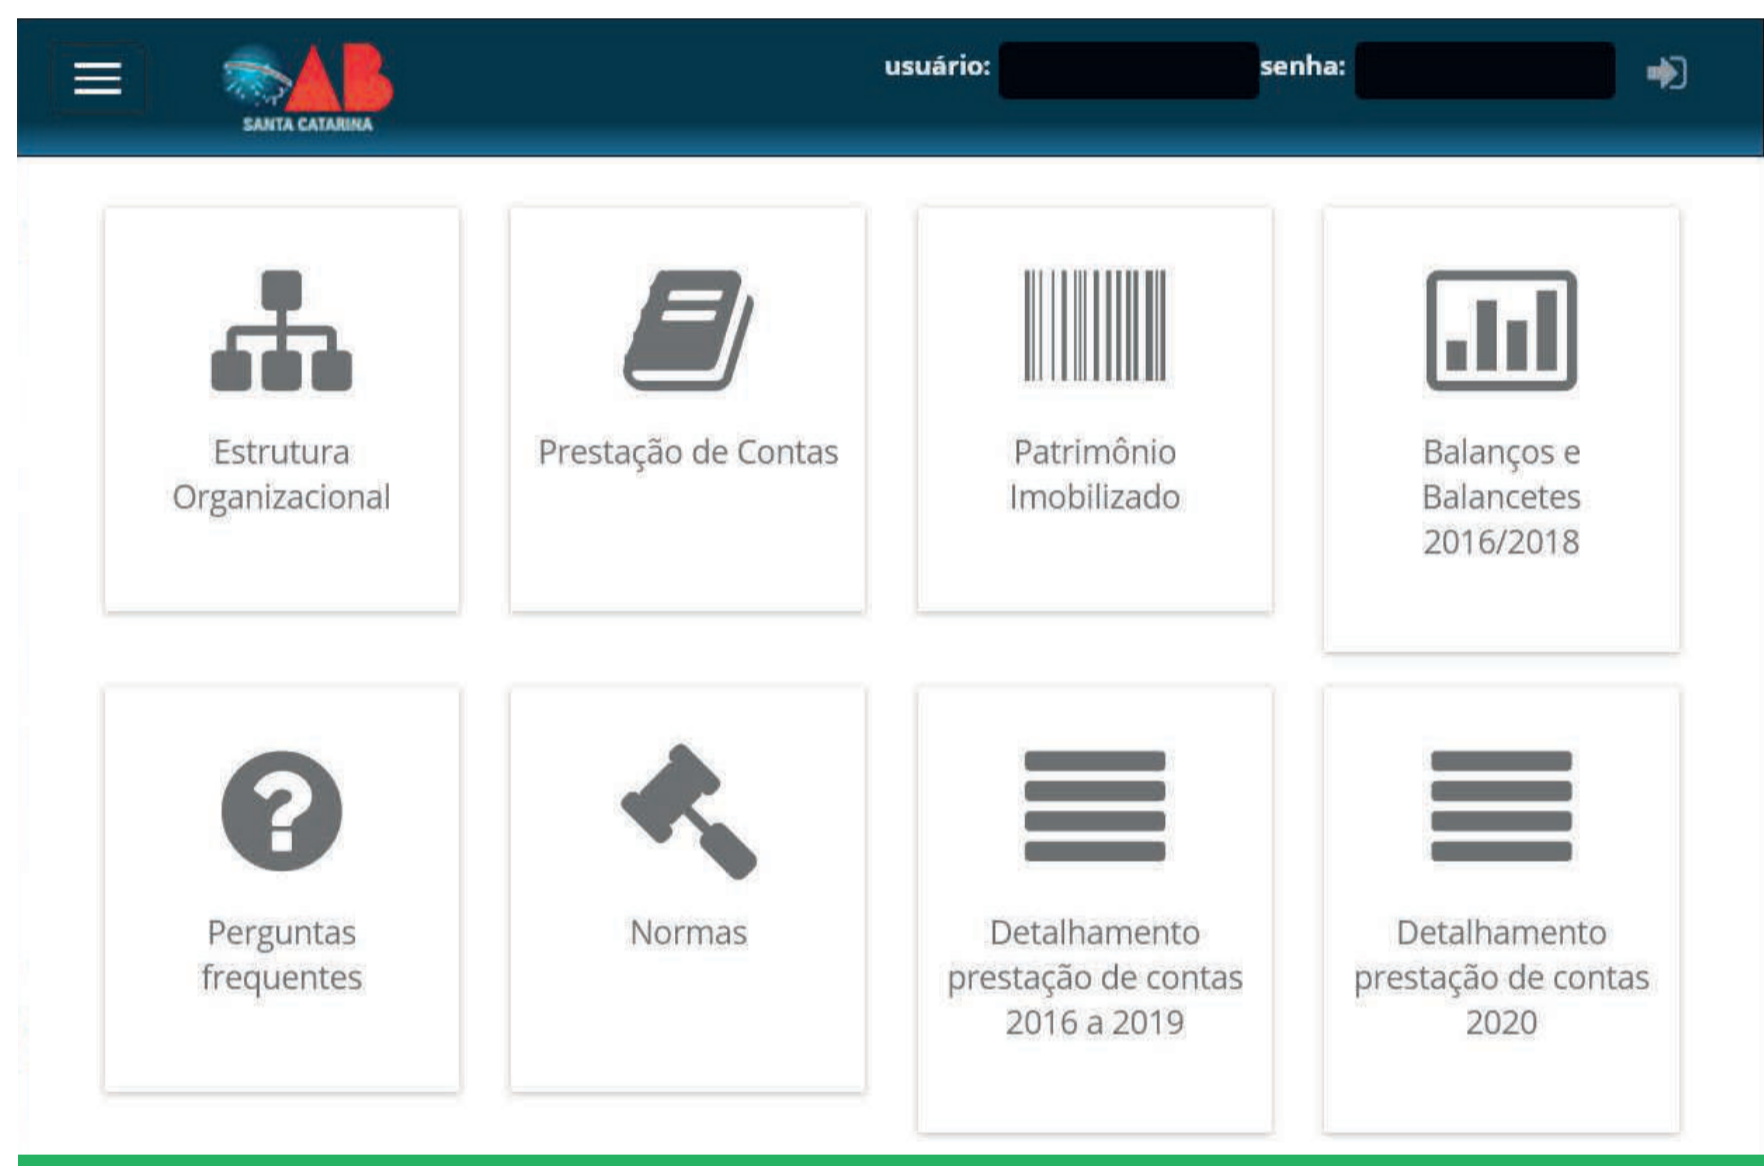 OAB
SANTA CATARINA
usuário:
senha:
Estrutura
Organizacional
Prestação de Contas
Patrimônio
Imobilizado
Balanços e
Balancetes
2016/2018
Perguntas
frequentes
Normas
Detalhamento
prestação de contas
2016 a 2019
Detalhamento
prestação de contas
2020